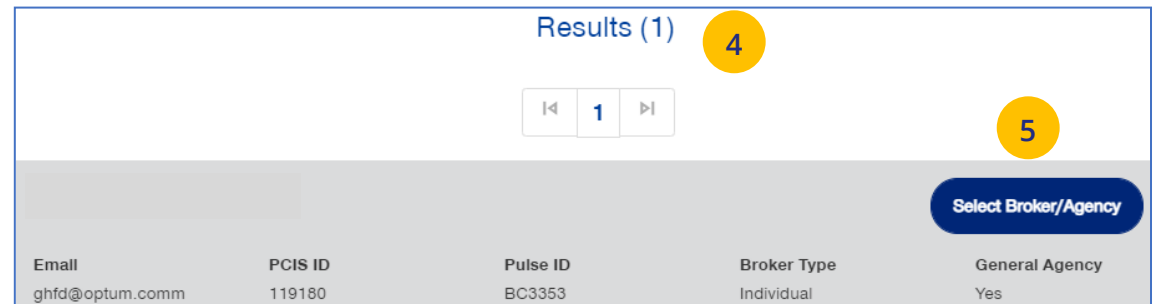 Results (1)
4
1
5
Select Broker/Agency
Email PCIS ID Pulse ID Broker Type General Agency
ghfd@optum.comm 119180 BC3353 Individual Yes